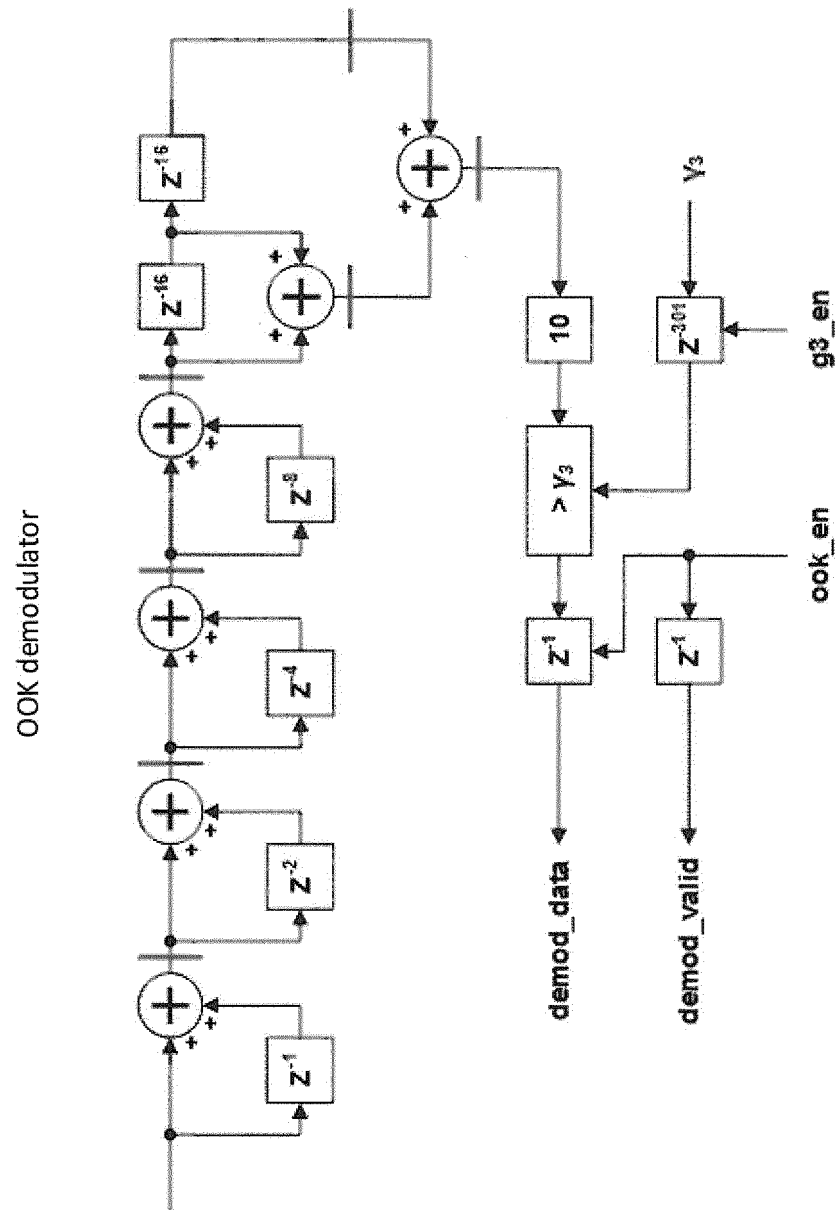 OOK demodulator
+
+ +
Z⁻¹
+
+ +
Z⁻²
+
+ +
Z⁻⁴
+
+ +
Z⁻⁸
Z⁻¹⁶
Z⁻¹⁶
+
+ +
+
+ +
demod_data
Z⁻¹
> γ₃
10
demod_valid
Z⁻¹
Z⁻³⁰¹
γ₃
ook_en
g3_en